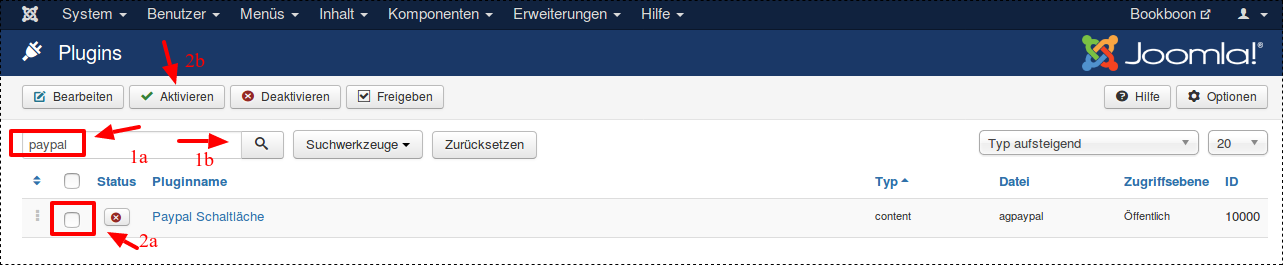 System Benutzer Menüs Inhalt Komponenten Erweiterungen Hilfe Bookboon
Plugins Joomla!®
2b
Bearbeiten Aktivieren Deaktivieren Freigeben Hilfe Optionen
paypal Suchwerkzeuge Zurücksetzen Typ aufsteigend 20
1a 1b
Status Pluginname Typ Datei Zugriffsebene ID
Paypal Schaltläche content agpaypal Öffentlich 10000
2a